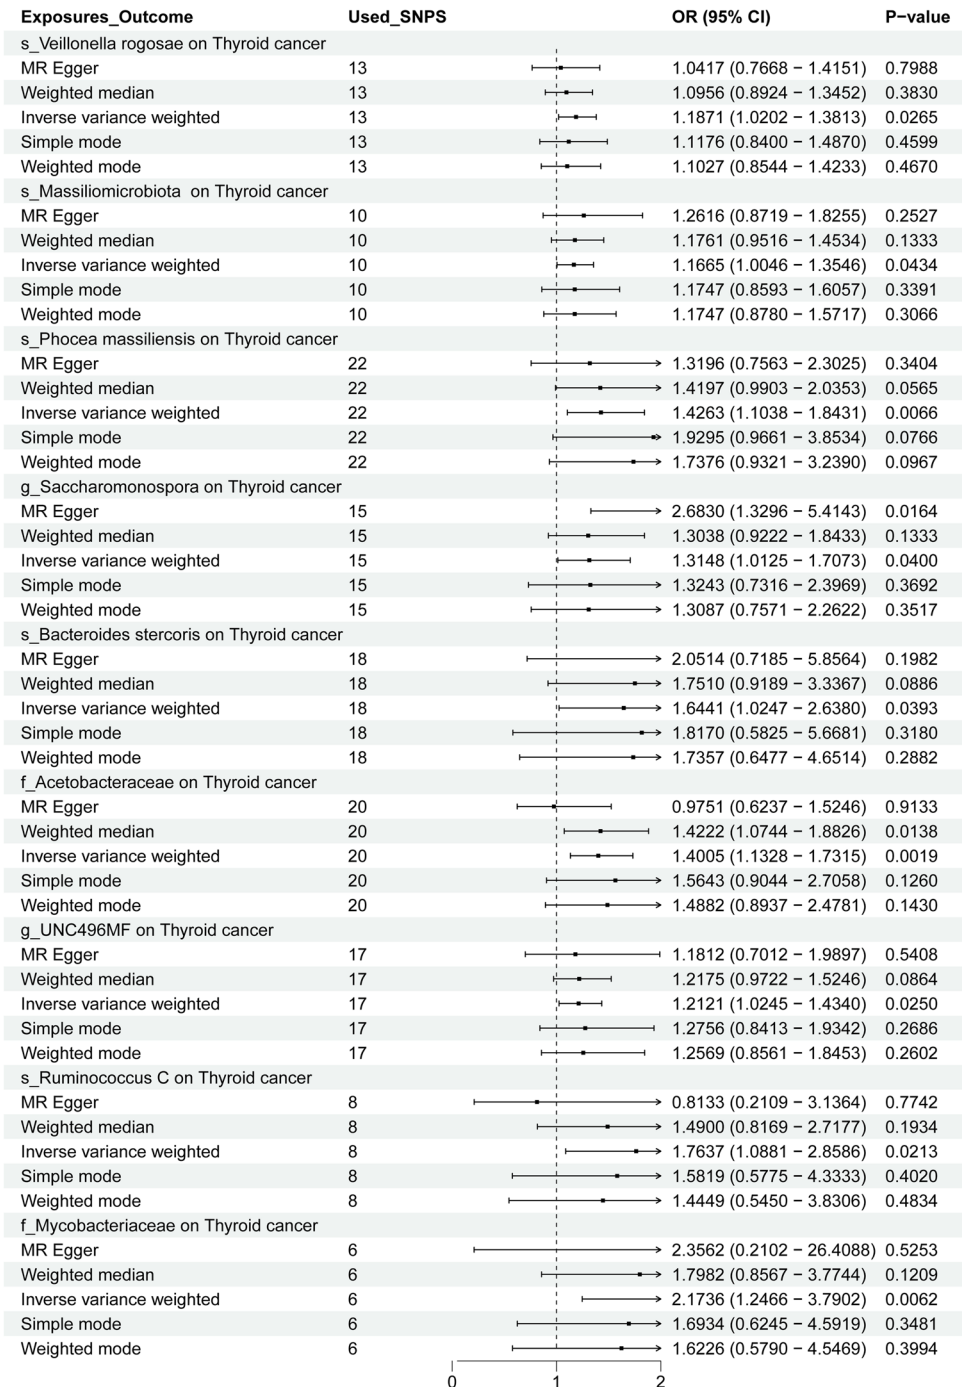 Exposures_Outcome Used_SNPS OR (95% CI) P−value
s_Veillonella rogosae on Thyroid cancer
MR Egger 13 1.0417 (0.7668 − 1.4151) 0.7988
Weighted median 13 1.0956 (0.8924 − 1.3452) 0.3830
Inverse variance weighted 13 1.1871 (1.0202 − 1.3813) 0.0265
Simple mode 13 1.1176 (0.8400 − 1.4870) 0.4599
Weighted mode 13 1.1027 (0.8544 − 1.4233) 0.4670
s_Massiliomicrobiota on Thyroid cancer
MR Egger 10 1.2616 (0.8719 − 1.8255) 0.2527
Weighted median 10 1.1761 (0.9516 − 1.4534) 0.1333
Inverse variance weighted 10 1.1665 (1.0046 − 1.3546) 0.0434
Simple mode 10 1.1747 (0.8593 − 1.6057) 0.3391
Weighted mode 10 1.1747 (0.8780 − 1.5717) 0.3066
s_Phocea massiliensis on Thyroid cancer
MR Egger 22 1.3196 (0.7563 − 2.3025) 0.3404
Weighted median 22 1.4197 (0.9903 − 2.0353) 0.0565
Inverse variance weighted 22 1.4263 (1.1038 − 1.8431) 0.0066
Simple mode 22 1.9295 (0.9661 − 3.8534) 0.0766
Weighted mode 22 1.7376 (0.9321 − 3.2390) 0.0967
g_Saccharomonospora on Thyroid cancer
MR Egger 15 2.6830 (1.3296 − 5.4143) 0.0164
Weighted median 15 1.3038 (0.9222 − 1.8433) 0.1333
Inverse variance weighted 15 1.3148 (1.0125 − 1.7073) 0.0400
Simple mode 15 1.3243 (0.7316 − 2.3969) 0.3692
Weighted mode 15 1.3087 (0.7571 − 2.2622) 0.3517
s_Bacteroides stercoris on Thyroid cancer
MR Egger 18 2.0514 (0.7185 − 5.8564) 0.1982
Weighted median 18 1.7510 (0.9189 − 3.3367) 0.0886
Inverse variance weighted 18 1.6441 (1.0247 − 2.6380) 0.0393
Simple mode 18 1.8170 (0.5825 − 5.6681) 0.3180
Weighted mode 18 1.7357 (0.6477 − 4.6514) 0.2882
f_Acetobacteraceae on Thyroid cancer
MR Egger 20 0.9751 (0.6237 − 1.5246) 0.9133
Weighted median 20 1.4222 (1.0744 − 1.8826) 0.0138
Inverse variance weighted 20 1.4005 (1.1328 − 1.7315) 0.0019
Simple mode 20 1.5643 (0.9044 − 2.7058) 0.1260
Weighted mode 20 1.4882 (0.8937 − 2.4781) 0.1430
g_UNC496MF on Thyroid cancer
MR Egger 17 1.1812 (0.7012 − 1.9897) 0.5408
Weighted median 17 1.2175 (0.9722 − 1.5246) 0.0864
Inverse variance weighted 17 1.2121 (1.0245 − 1.4340) 0.0250
Simple mode 17 1.2756 (0.8413 − 1.9342) 0.2686
Weighted mode 17 1.2569 (0.8561 − 1.8453) 0.2602
s_Ruminococcus C on Thyroid cancer
MR Egger 8 0.8133 (0.2109 − 3.1364) 0.7742
Weighted median 8 1.4900 (0.8169 − 2.7177) 0.1934
Inverse variance weighted 8 1.7637 (1.0881 − 2.8586) 0.0213
Simple mode 8 1.5819 (0.5775 − 4.3333) 0.4020
Weighted mode 8 1.4449 (0.5450 − 3.8306) 0.4834
f_Mycobacteriaceae on Thyroid cancer
MR Egger 6 2.3562 (0.2102 − 26.4088) 0.5253
Weighted median 6 1.7982 (0.8567 − 3.7744) 0.1209
Inverse variance weighted 6 2.1736 (1.2466 − 3.7902) 0.0062
Simple mode 6 1.6934 (0.6245 − 4.5919) 0.3481
Weighted mode 6 1.6226 (0.5790 − 4.5469) 0.3994
0 1 2